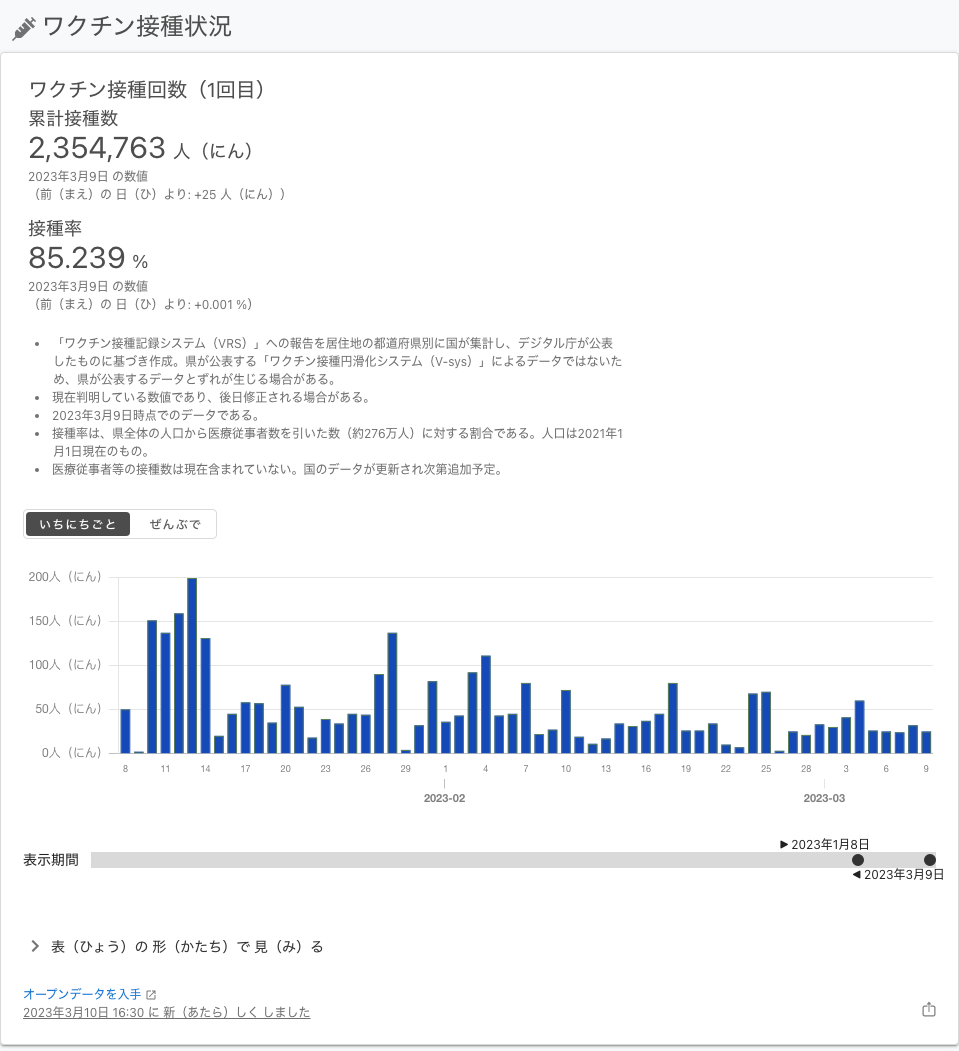 ワクチン接種状況
ワクチン接種回数（1回目）
累計接種数
2,354,763 人（にん）
2023年3月9日 の数値
（前（まえ）の 日（ひ）より: +25 人（にん））
接種率
85.239 %
2023年3月9日 の数値
（前（まえ）の 日（ひ）より: +0.001 %）
「ワクチン接種記録システム（VRS）」への報告を居住地の都道府県別に国が集計し、デジタル庁が公表
したものに基づき作成。県が公表する「ワクチン接種円滑化システム（V-sys）」によるデータではないた
め、県が公表するデータとずれが生じる場合がある。
現在判明している数値であり、後日修正される場合がある。
2023年3月9日時点でのデータである。
接種率は、県全体の人口から医療従事者数を引いた数（約276万人）に対する割合である。人口は2021年1
月1日現在のもの。
医療従事者等の接種数は現在含まれていない。国のデータが更新され次第追加予定。
いちにちごと ぜんぶで
200人（にん）
150人（にん）
100人（にん）
50人（にん）
0人（にん）
8 11 14 17 20 23 26 29 1 4 7 10 13 16 19 22 25 28 3 6 9
2023-02 2023-03
▶ 2023年1月8日
表示期間
◀ 2023年3月9日
表（ひょう）の 形（かたち）で 見（み）る
オープンデータを入手
2023年3月10日 16:30 に 新（あたら）しく しました